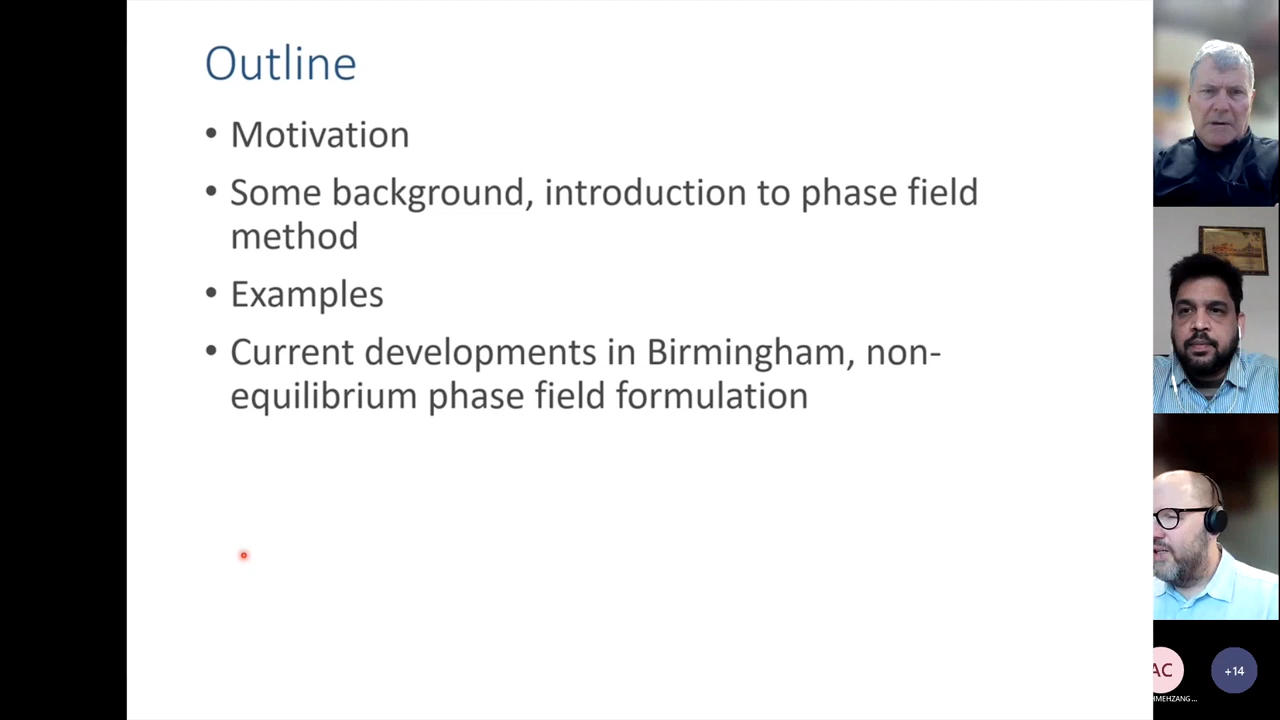 Outline
• Motivation
• Some background, introduction to phase field
method
• Examples
• Current developments in Birmingham, non-
equilibrium phase field formulation
AC
+14
HMEHZANG...